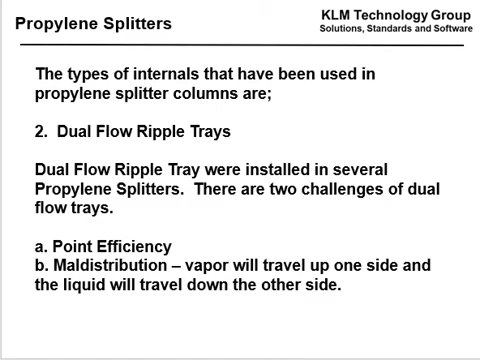 Propylene Splitters
KLM Technology Group
Solutions, Standards and Software
The types of internals that have been used in
propylene splitter columns are;
2. Dual Flow Ripple Trays
Dual Flow Ripple Tray were installed in several
Propylene Splitters. There are two challenges of dual
flow trays.
a. Point Efficiency
b. Maldistribution – vapor will travel up one side and
the liquid will travel down the other side.